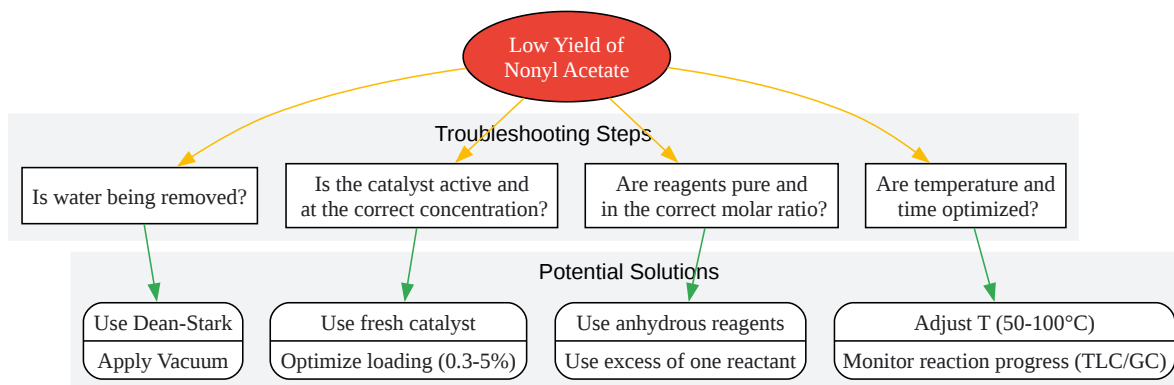 Low Yield of
Nonyl Acetate
Troubleshooting Steps
Is water being removed?
Is the catalyst active and
at the correct concentration?
Are reagents pure and
in the correct molar ratio?
Are temperature and
time optimized?
Potential Solutions
Use Dean-Stark
Apply Vacuum
Use fresh catalyst
Optimize loading (0.3-5%)
Use anhydrous reagents
Use excess of one reactant
Adjust T (50-100°C)
Monitor reaction progress (TLC/GC)